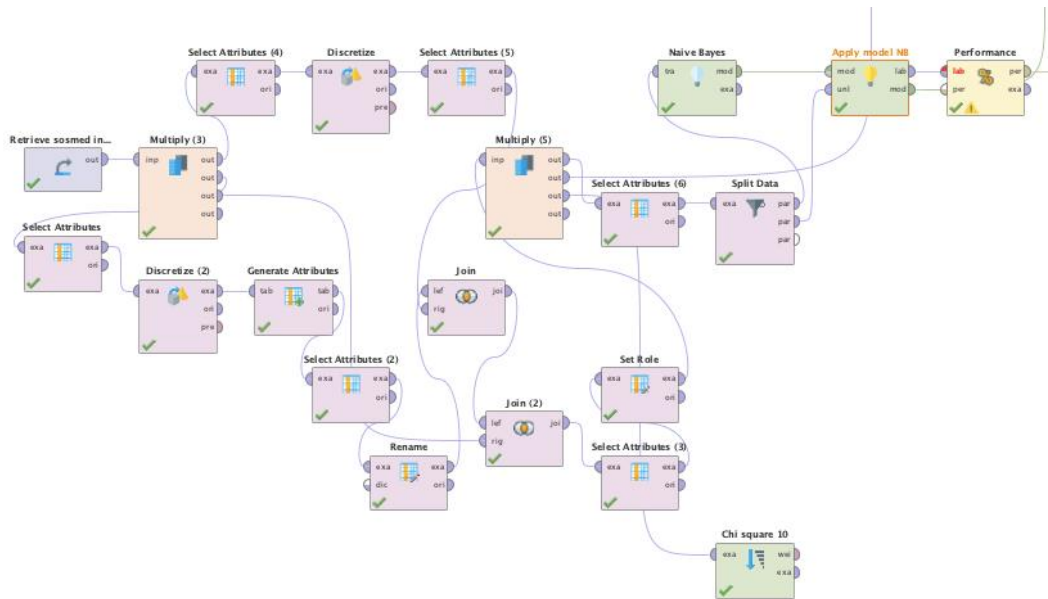 Select Attributes (4)
exa exa
ori
Discretize
exa exa
ori
pre
Select Attributes (5)
exa exa
ori
Naive Bayes
tra mod
exa
Apply model NB
mod lab
unl mod
Performance
lab per
per exa
Retrieve sosmed in...
out
Multiply (3)
inp out
out
out
out
Multiply (5)
inp out
out
out
out
Select Attributes (6)
exa exa
ori
Split Data
exa par
par
par
Select Attributes
exa exa
ori
Discretize (2)
exa exa
ori
pre
Generate Attributes
tab tab
ori
Join
lef joi
rig
Select Attributes (2)
exa exa
ori
Set Role
exa exa
ori
Join (2)
lef joi
rig
Rename
exa exa
dic ori
Select Attributes (3)
exa exa
ori
Chi square 10
exa wei
exa